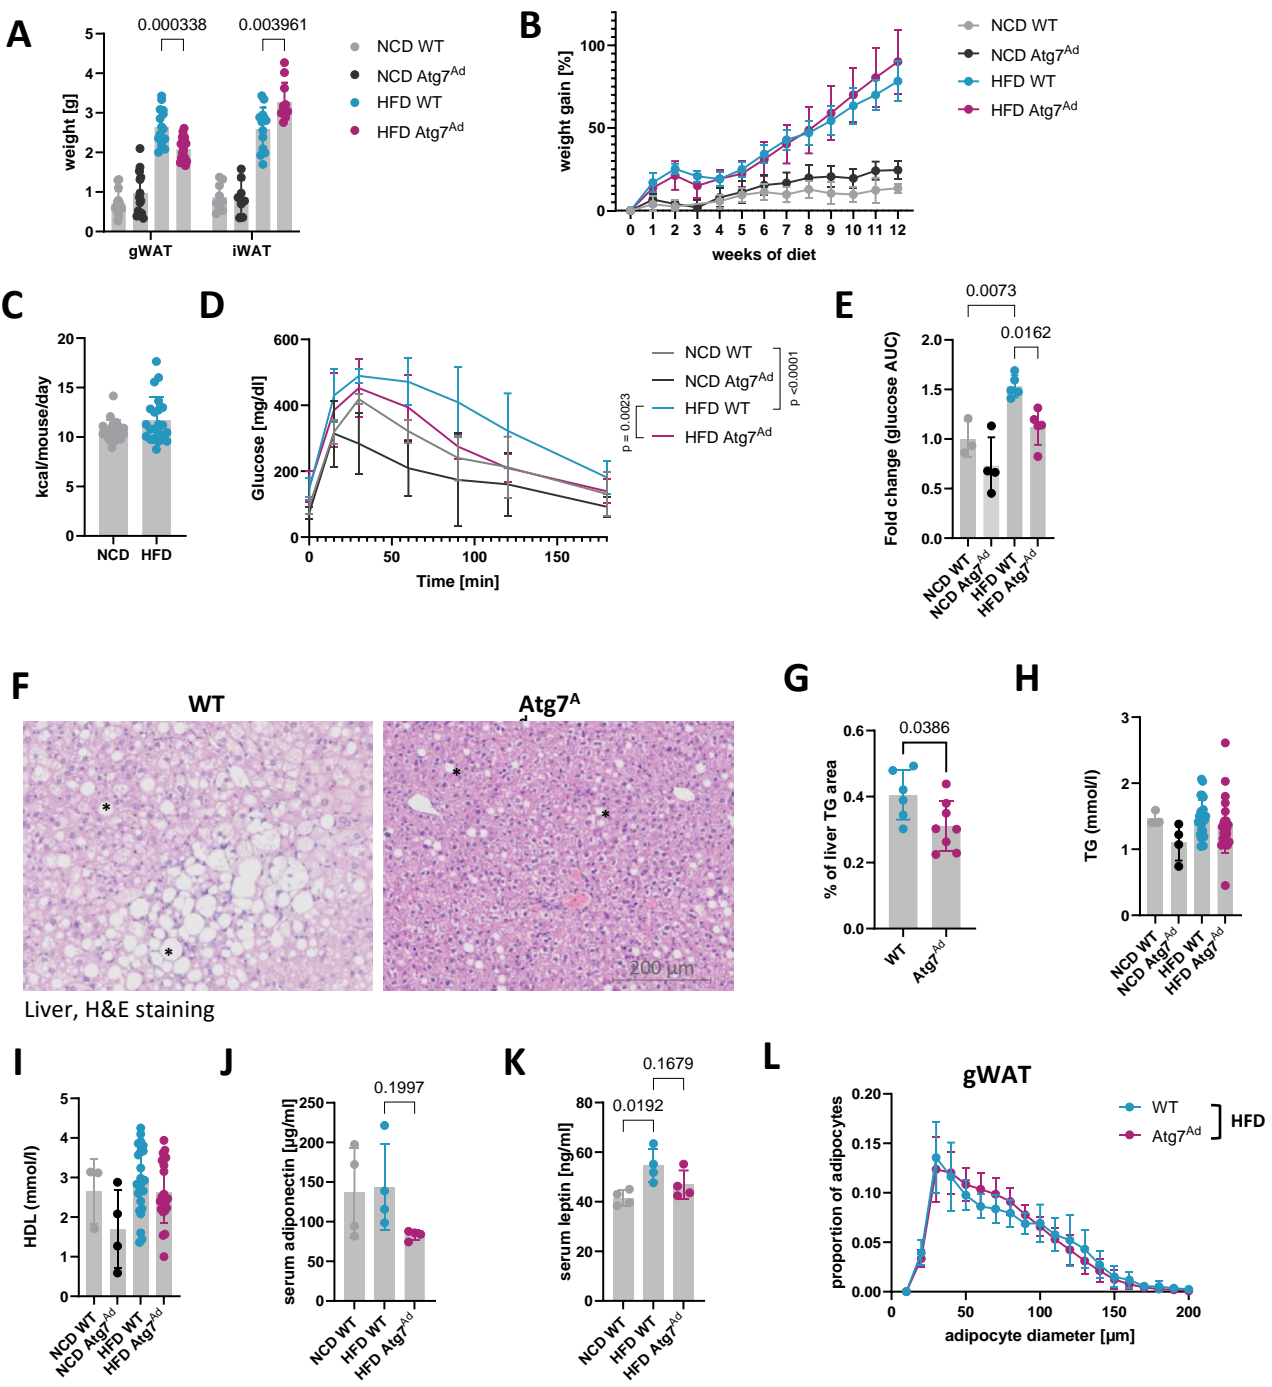 A
0.000338
0.003961
weight [g]
5
4
3
2
1
0
gWAT
iWAT
NCD WT
NCD Atg7Ad
HFD WT
HFD Atg7Ad
B
weight gain [%]
100
50
0
0 1 2 3 4 5 6 7 8 9 10 11 12
weeks of diet
NCD WT
NCD Atg7Ad
HFD WT
HFD Atg7Ad
C
kcal/mouse/day
20
15
10
5
0
NCD HFD
D
Glucose [mg/dl]
600
400
200
0
0 50 100 150
Time [min]
NCD WT
NCD Atg7Ad
HFD WT
HFD Atg7Ad
p <0.0001
p = 0.0023
E
0.0073
0.0162
Fold change (glucose AUC)
2.0
1.5
1.0
0.5
0.0
NCD WT
NCD Atg7Ad
HFD WT
HFD Atg7Ad
F
WT
Atg7A
d
*
*
*
*
200 µm
Liver, H&E staining
G
0.0386
% of liver TG area
0.6
0.4
0.2
0.0
WT
Atg7Ad
H
TG (mmol/l)
3
2
1
0
NCD WT
NCD Atg7Ad
HFD WT
HFD Atg7Ad
I
HDL (mmol/l)
5
4
3
2
1
0
NCD WT
NCD Atg7Ad
HFD WT
HFD Atg7Ad
J
0.1997
serum adiponectin [µg/ml]
250
200
150
100
50
0
NCD WT
HFD WT
HFD Atg7Ad
K
0.1679
0.0192
serum leptin [ng/ml]
80
60
40
20
0
NCD WT
HFD WT
HFD Atg7Ad
L
gWAT
proportion of adipocytes
0.20
0.15
0.10
0.05
0.00
0 50 100 150 200
adipocyte diameter [µm]
WT
Atg7Ad
HFD